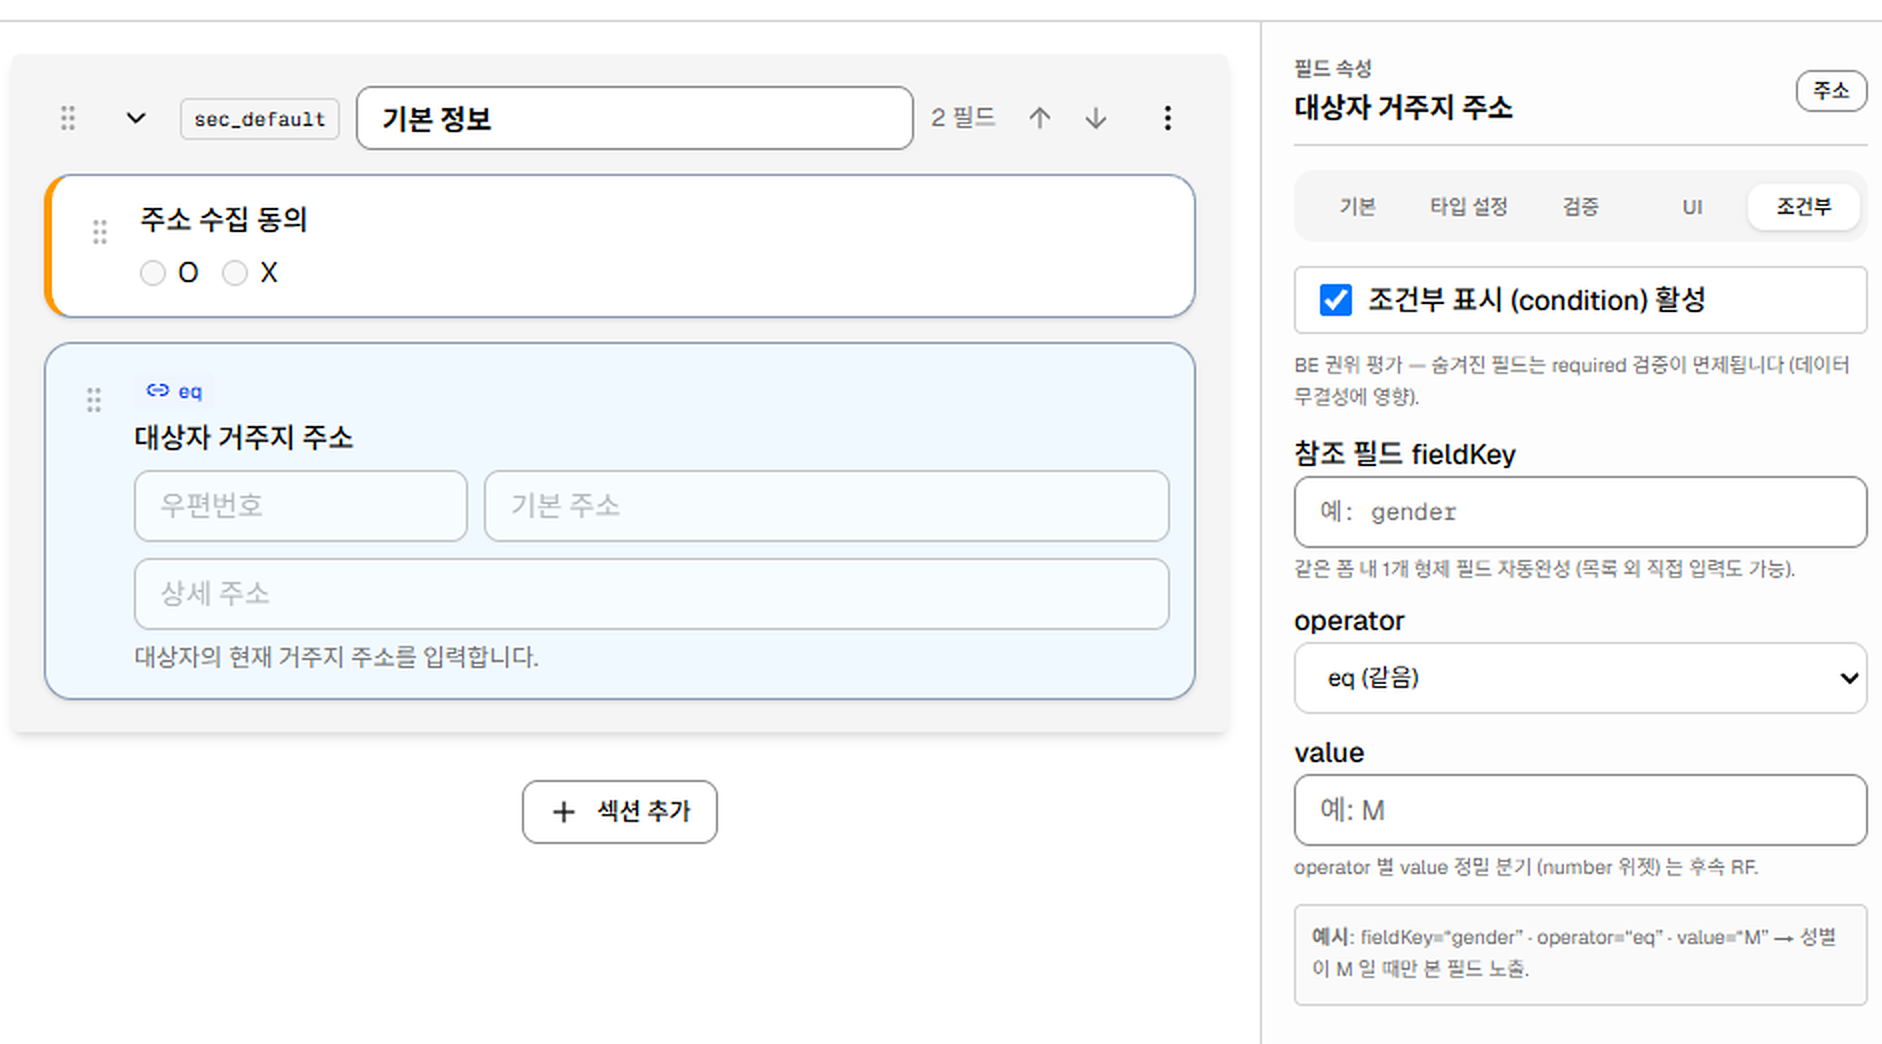 sec_default
기본 정보
2 필드
주소 수집 동의
O X
eq
대상자 거주지 주소
우편번호
기본 주소
상세 주소
대상자의 현재 거주지 주소를 입력합니다.
섹션 추가
필드 속성
대상자 거주지 주소
주소
기본 타입 설정 검증 UI 조건부
조건부 표시 (condition) 활성
BE 권위 평가 — 숨겨진 필드는 required 검증이 면제됩니다 (데이터
무결성에 영향).
참조 필드 fieldKey
예: gender
같은 폼 내 1개 형제 필드 자동완성 (목록 외 직접 입력도 가능).
operator
eq (같음)
value
예: M
operator 별 value 정밀 분기 (number 위젯) 는 후속 RF.
예시: fieldKey=“gender” · operator=“eq” · value=“M” → 성별
이 M 일 때만 본 필드 노출.